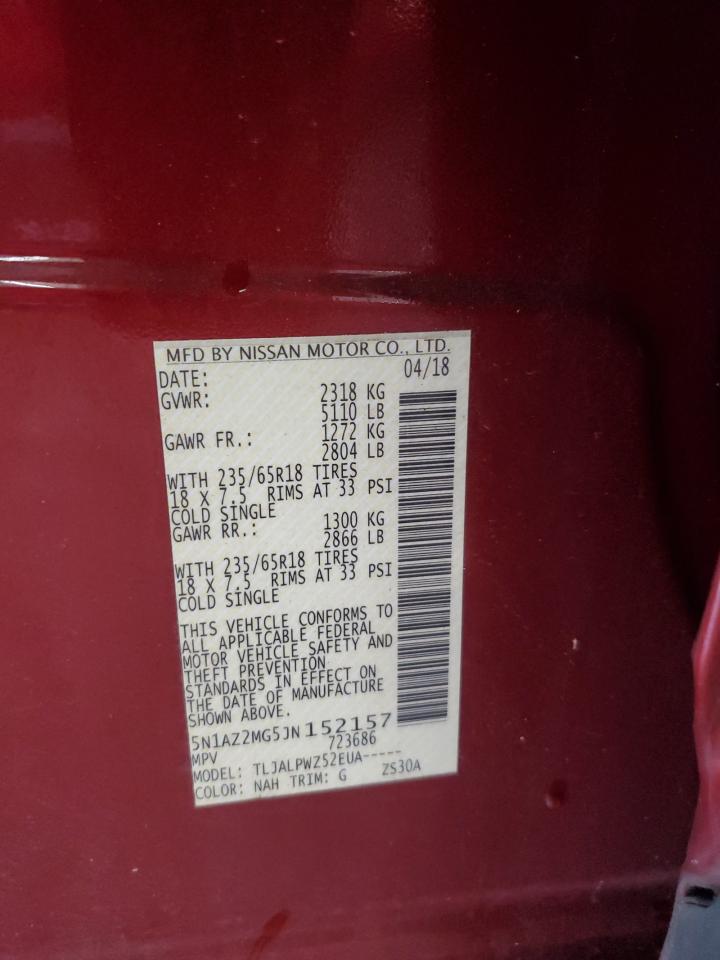 MFD BY NISSAN MOTOR CO., LTD.
DATE: 04/18
GVWR: 2318 KG
5110 LB
GAWR FR.: 1272 KG
2804 LB
WITH 235/65R18 TIRES
18 X 7.5 RIMS AT 33 PSI
COLD SINGLE
GAWR RR.: 1300 KG
2866 LB
WITH 235/65R18 TIRES
18 X 7.5 RIMS AT 33 PSI
COLD SINGLE
THIS VEHICLE CONFORMS TO
ALL APPLICABLE FEDERAL
MOTOR VEHICLE SAFETY AND
THEFT PREVENTION
STANDARDS IN EFFECT ON
THE DATE OF MANUFACTURE
SHOWN ABOVE.
5N1AZ2MG5JN152157
MPV 723686
MODEL: TLJALPWZ52EUA-----
COLOR: NAH TRIM: G ZS30A